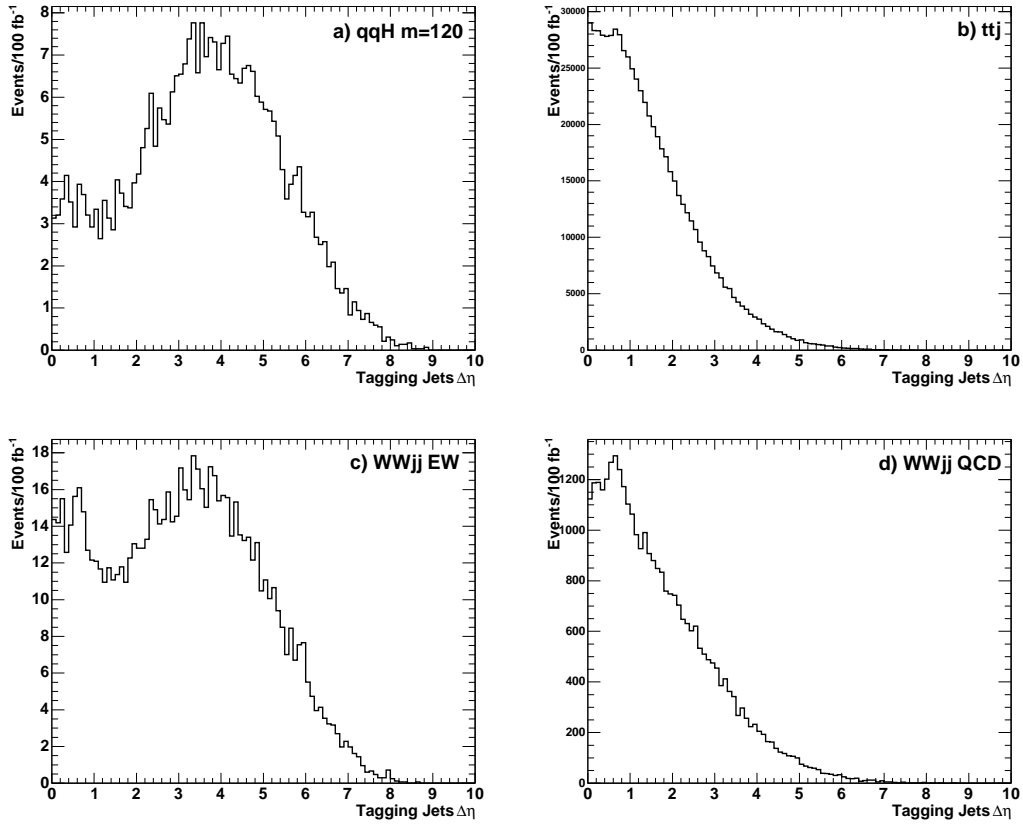 a) qqH m=120
Events/100 fb-1
8
7
6
5
4
3
2
1
0
0 1 2 3 4 5 6 7 8 9 10
Tagging Jets Δη
b) ttj
Events/100 fb-1
30000
25000
20000
15000
10000
5000
0
0 1 2 3 4 5 6 7 8 9 10
Tagging Jets Δη
c) WWjj EW
Events/100 fb-1
18
16
14
12
10
8
6
4
2
0
0 1 2 3 4 5 6 7 8 9 10
Tagging Jets Δη
d) WWjj QCD
Events/100 fb-1
1200
1000
800
600
400
200
0
0 1 2 3 4 5 6 7 8 9 10
Tagging Jets Δη